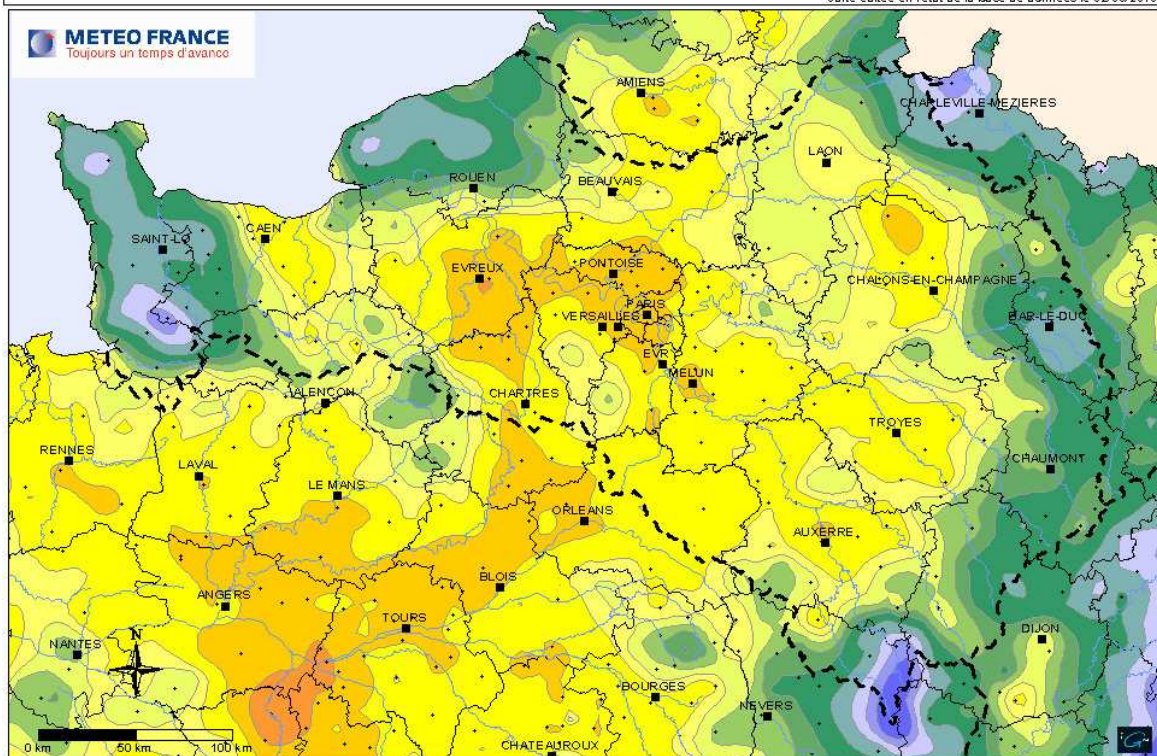 METEO FRANCE
Toujours un temps d'avance
AMIENS
CHARLEVILLE-MEZIERES
LAON
ROUEN
BEAUVAIS
SAINT-LO
CAEN
EVREUX
PONTOISE
CHALONS-EN-CHAMPAGNE
PARIS
VERSAILLES
BAR-LE-DUC
EVRY
MELUN
ALENCON
CHARTRES
TROYES
RENNES
LAVAL
CHAUMONT
LE MANS
ORLEANS
AUXERRE
BLOIS
ANGERS
TOURS
DIJON
NANTES
N
BOURGES
NEVERS
0 km
50 km
100 km
CHATEAUROUX